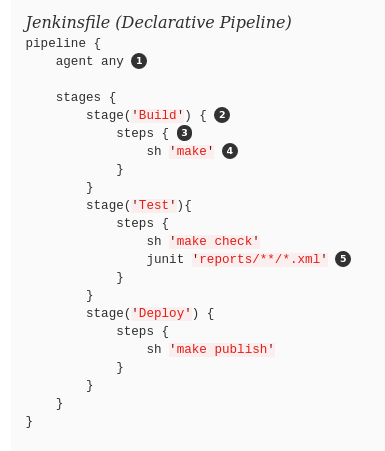 Jenkinsfile (Declarative Pipeline)
pipeline {
    agent any 1
    stages {
        stage('Build') { 2
            steps { 3
                sh 'make' 4
            }
        }
        stage('Test'){
            steps {
                sh 'make check'
                junit 'reports/**/*.xml' 5
            }
        }
        stage('Deploy') {
            steps {
                sh 'make publish'
            }
        }
    }
}